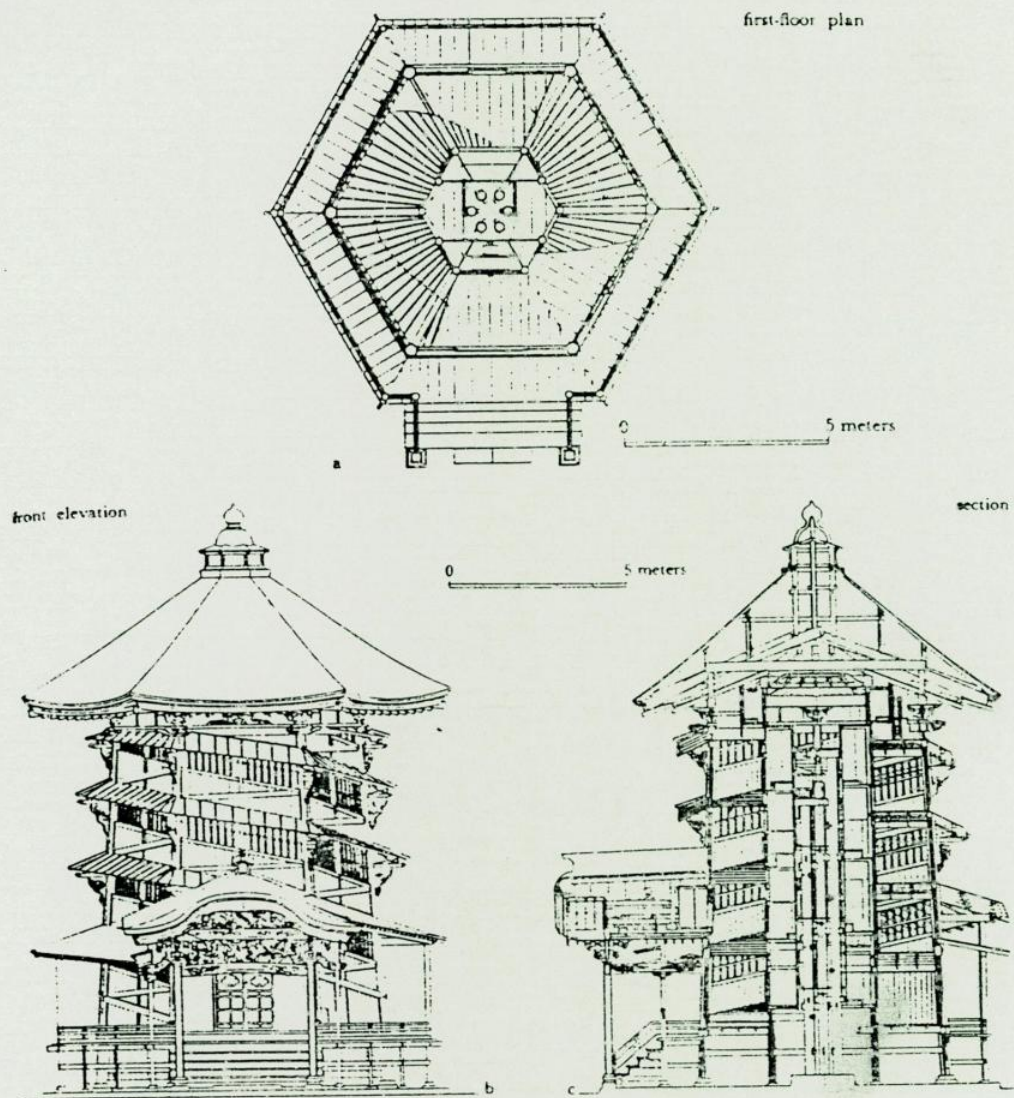 first-floor plan
0 5 meters
a
front elevation
section
0 5 meters
b
c